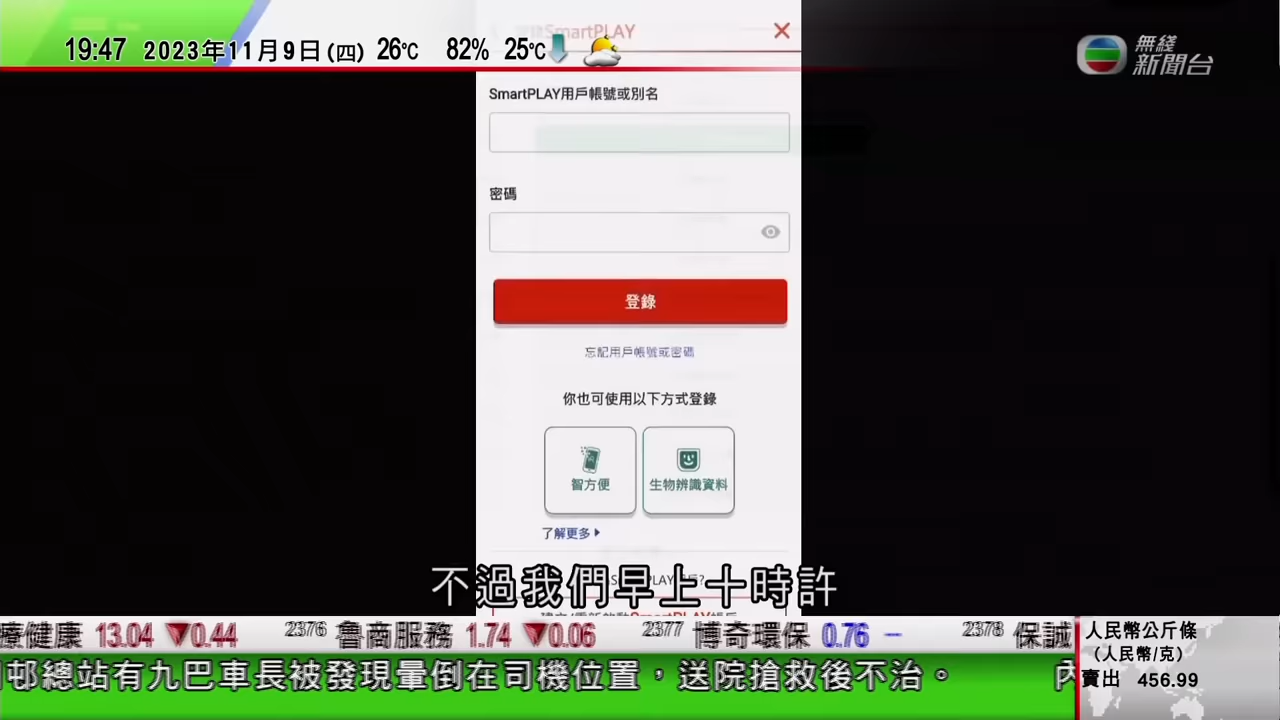 SmartPLAY
19:47 2023年11月9日(四) 26℃ 82% 25℃
無綫
新聞台
SmartPLAY用戶帳號或別名
密碼
登錄
忘記用戶帳號或密碼
你也可使用以下方式登錄
智方便
生物辨識資料
了解更多
不過我們早上十時許
療健康 13.04 ▼0.44 2376 魯商服務 1.74 ▼0.06 2377 博奇環保 0.76 – 2378 保誠
人民幣公斤條
(人民幣/克)
賣出 456.99
邨總站有九巴車長被發現暈倒在司機位置，送院搶救後不治。